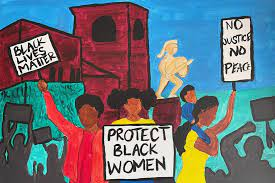 BLACK
LIVES
MATTER
NO
JUSTICE
NO
PEACE
PROTECT
BLACK
WOMEN